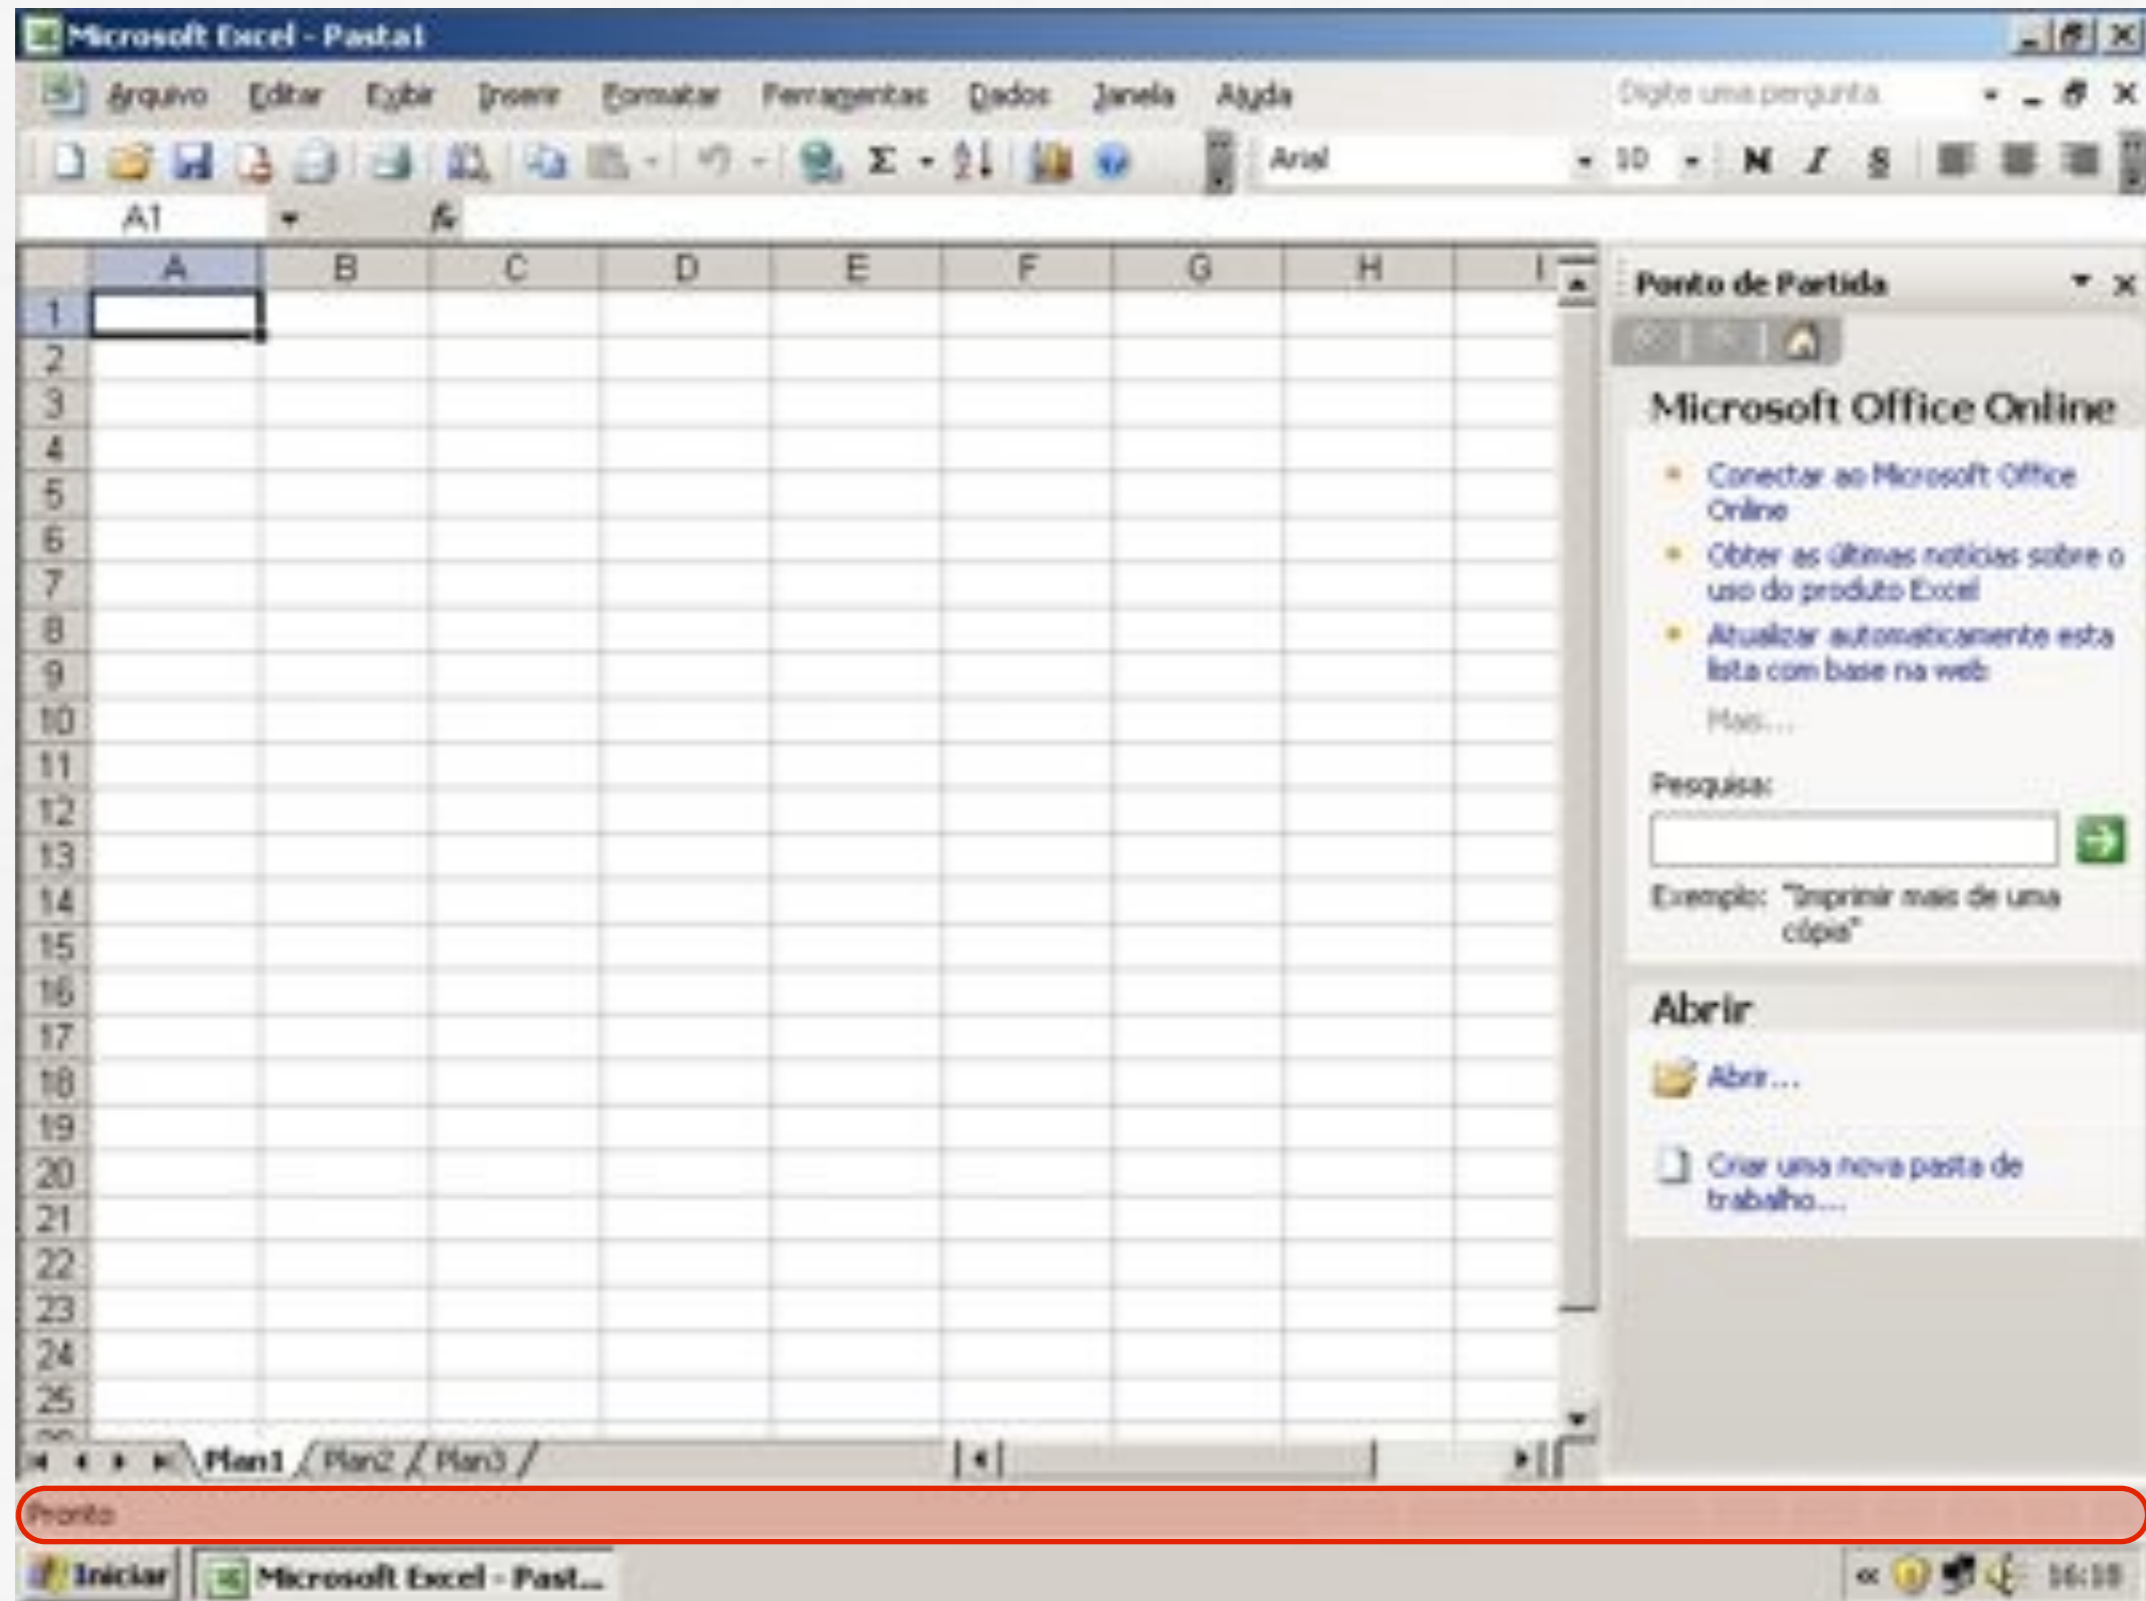 Microsoft Excel - Pasta1
Arquivo Editar Exibir Inserir Formatar Ferramentas Dados Janela Ajuda Digite uma pergunta
Σ Arial 10 N I S
A1 fx
A B C D E F G H I
1
2
3
4
5
6
7
8
9
10
11
12
13
14
15
16
17
18
19
20
21
22
23
24
25
Plan1 Plan2 Plan3
Ponto de Partida
Microsoft Office Online
Conectar ao Microsoft Office
Online
Obter as últimas notícias sobre o
uso do produto Excel
Atualizar automaticamente esta
lista com base na web
Mais...
Pesquisa:
Exemplo: "Imprimir mais de uma
cópia"
Abrir
Abrir...
Criar uma nova pasta de
trabalho...
Pronto
Iniciar Microsoft Excel - Past... « 16:18